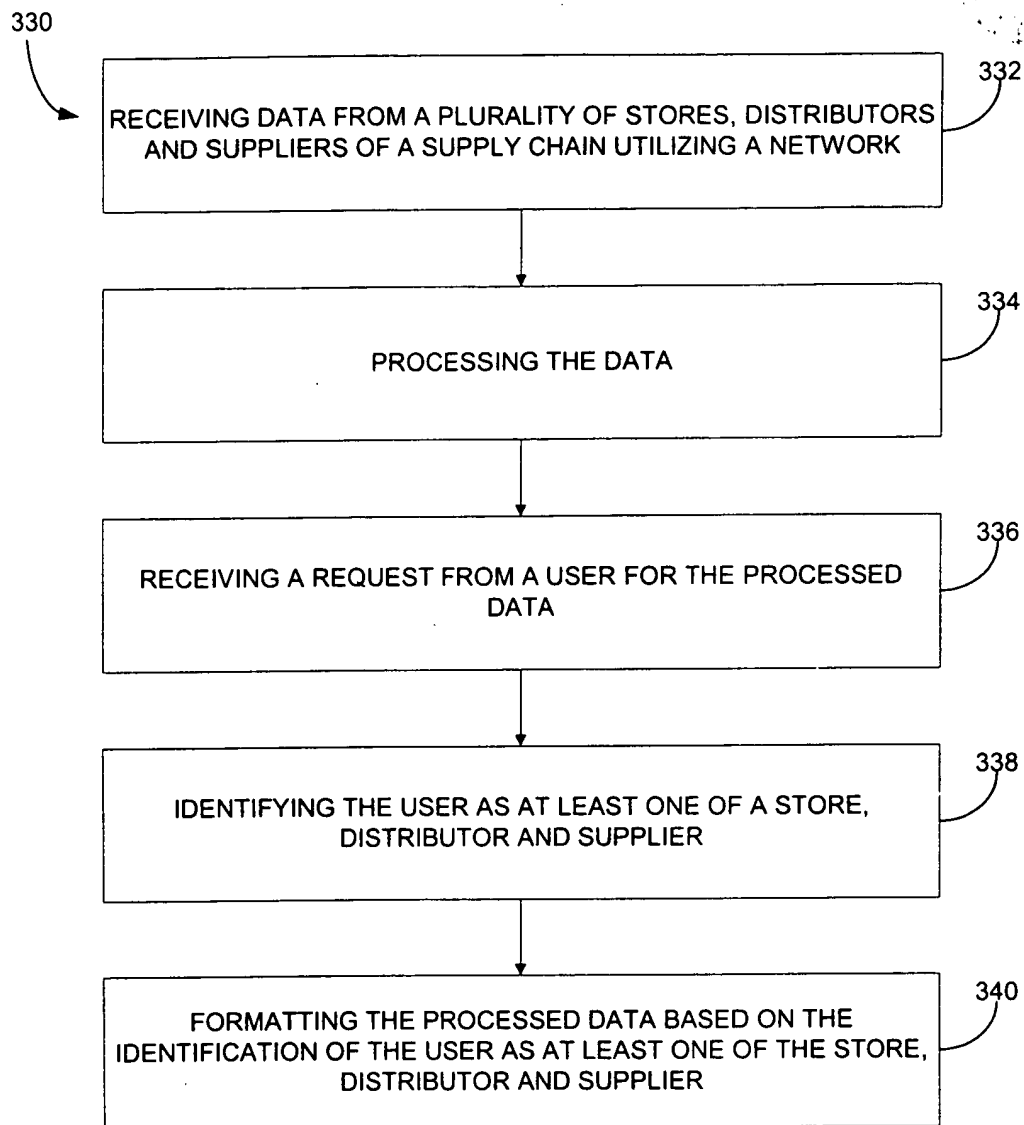 330
332
RECEIVING DATA FROM A PLURALITY OF STORES, DISTRIBUTORS
AND SUPPLIERS OF A SUPPLY CHAIN UTILIZING A NETWORK
334
PROCESSING THE DATA
336
RECEIVING A REQUEST FROM A USER FOR THE PROCESSED
DATA
338
IDENTIFYING THE USER AS AT LEAST ONE OF A STORE,
DISTRIBUTOR AND SUPPLIER
340
FORMATTING THE PROCESSED DATA BASED ON THE
IDENTIFICATION OF THE USER AS AT LEAST ONE OF THE STORE,
DISTRIBUTOR AND SUPPLIER